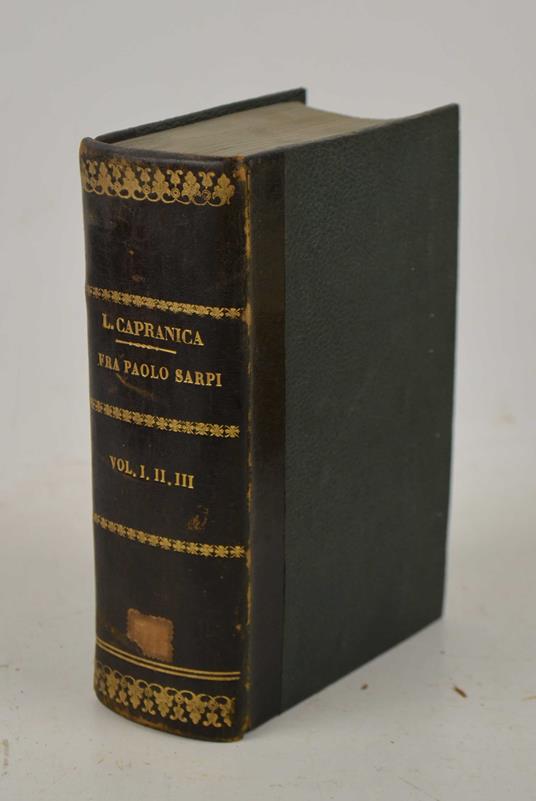 L. CAPRANICA
FRA PAOLO SARPI
VOL. I. II. III